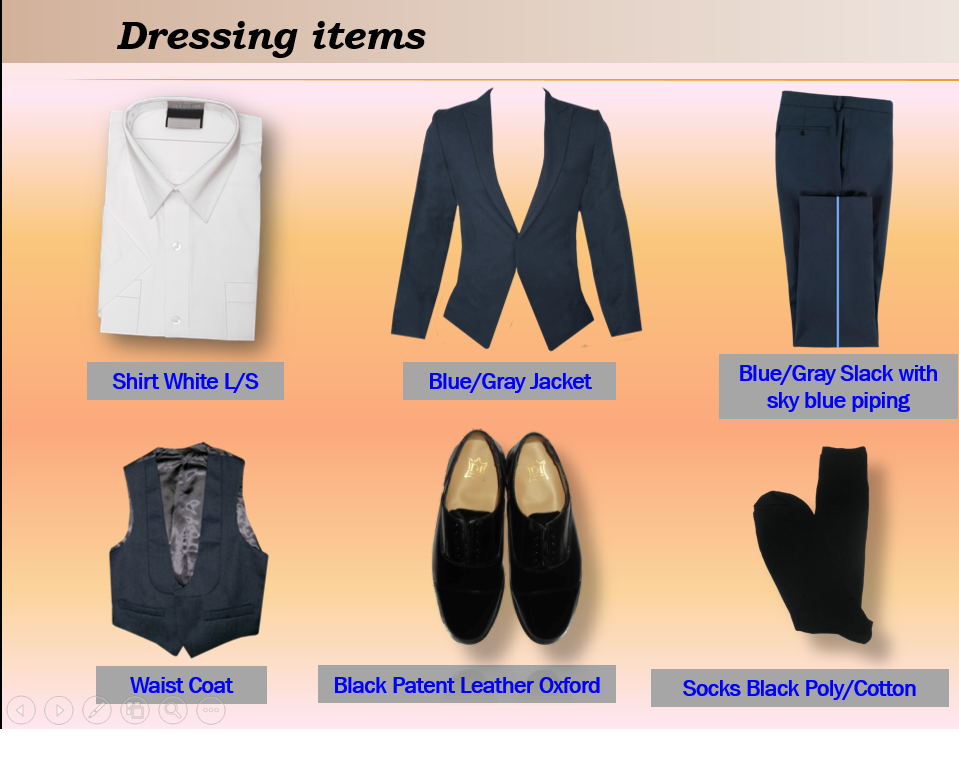 Dressing items
Shirt White L/S
Blue/Gray Jacket
Blue/Gray Slack with
sky blue piping
Waist Coat
Black Patent Leather Oxford
Socks Black Poly/Cotton